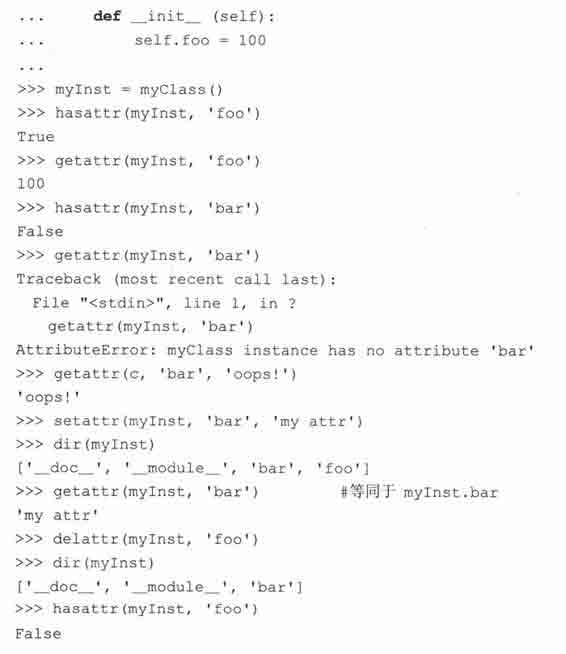 ...     def __init__ (self):
...         self.foo = 100
...
>>> myInst = myClass()
>>> hasattr(myInst, 'foo')
True
>>> getattr(myInst, 'foo')
100
>>> hasattr(myInst, 'bar')
False
>>> getattr(myInst, 'bar')
Traceback (most recent call last):
  File "<stdin>", line 1, in ?
    getattr(myInst, 'bar')
AttributeError: myClass instance has no attribute 'bar'
>>> getattr(c, 'bar', 'oops!')
'oops!'
>>> setattr(myInst, 'bar', 'my attr')
>>> dir(myInst)
['__doc__', '__module__', 'bar', 'foo']
>>> getattr(myInst, 'bar')        #等同于 myInst.bar
'my attr'
>>> delattr(myInst, 'foo')
>>> dir(myInst)
['__doc__', '__module__', 'bar']
>>> hasattr(myInst, 'foo')
False